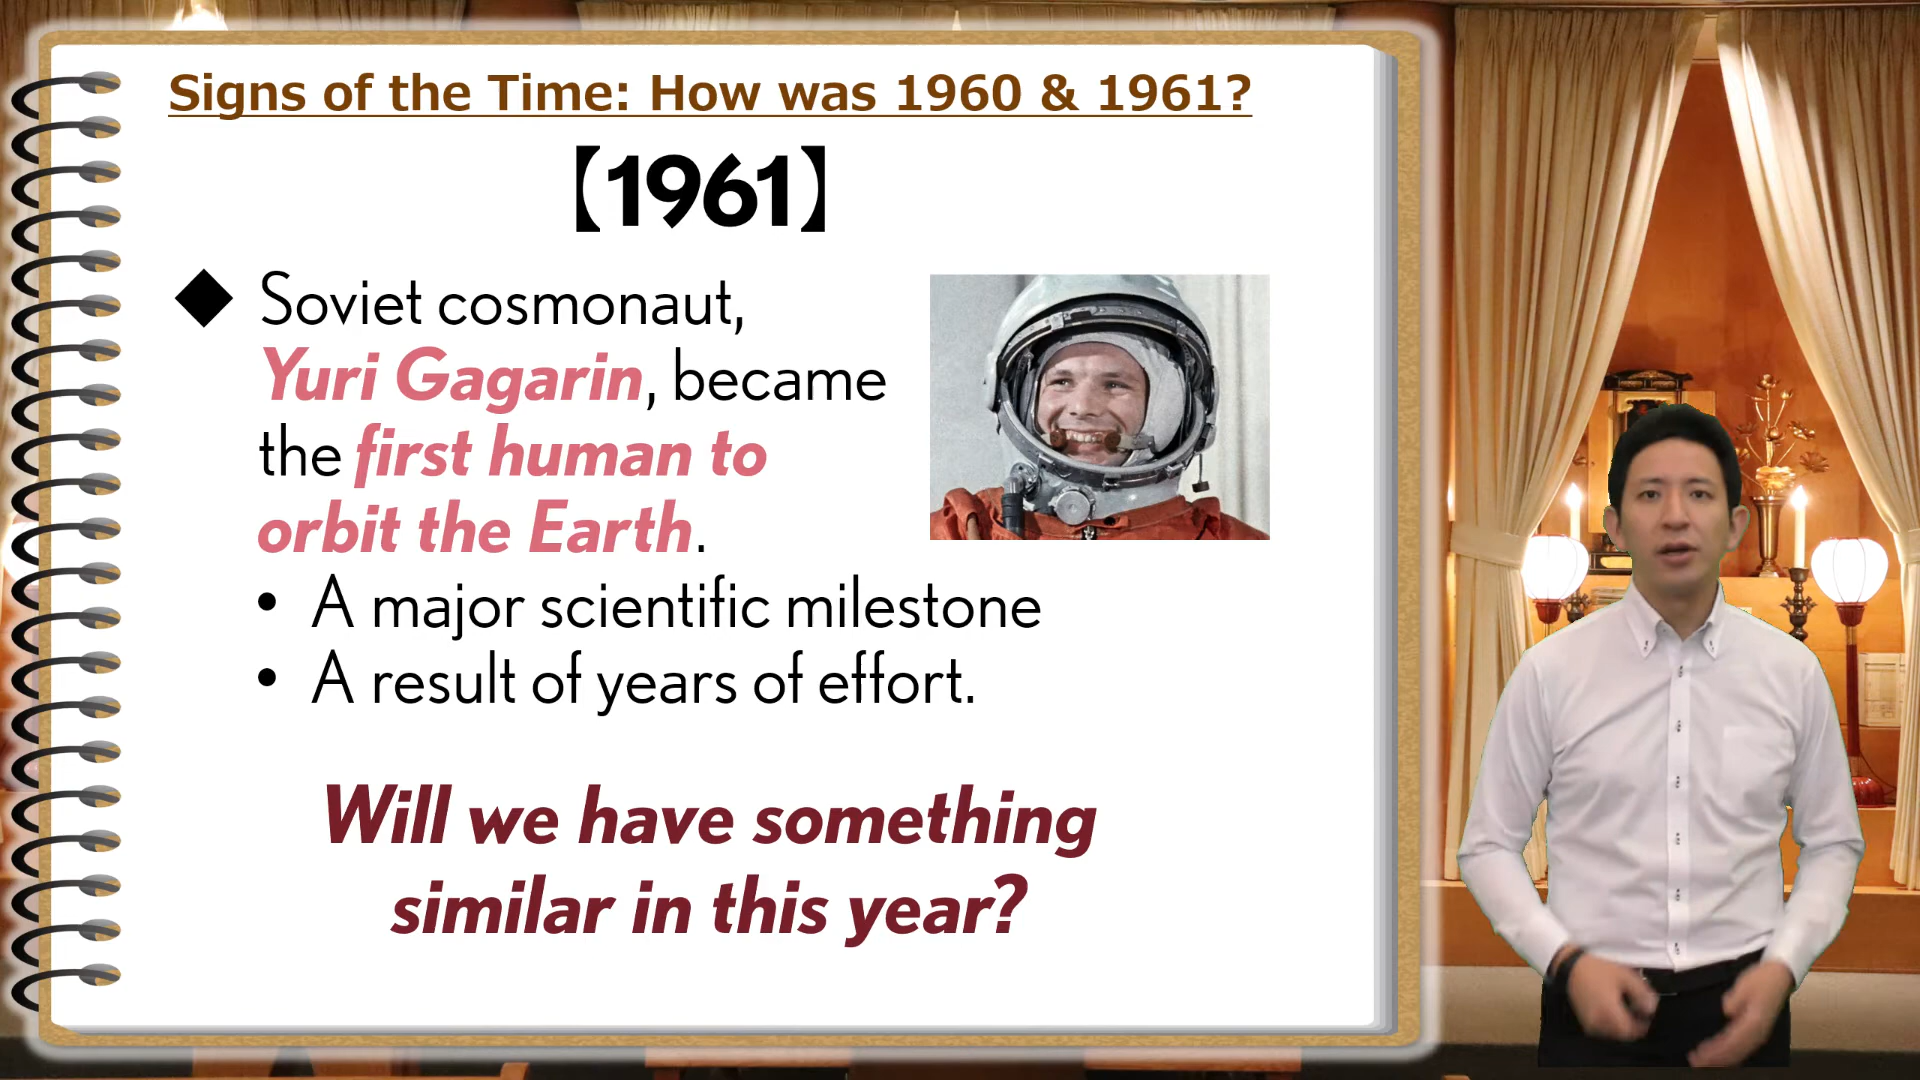 Signs of the Time: How was 1960 & 1961?
【1961】
◆ Soviet cosmonaut,
Yuri Gagarin, became
the first human to
orbit the Earth.
• A major scientific milestone
• A result of years of effort.
Will we have something
similar in this year?